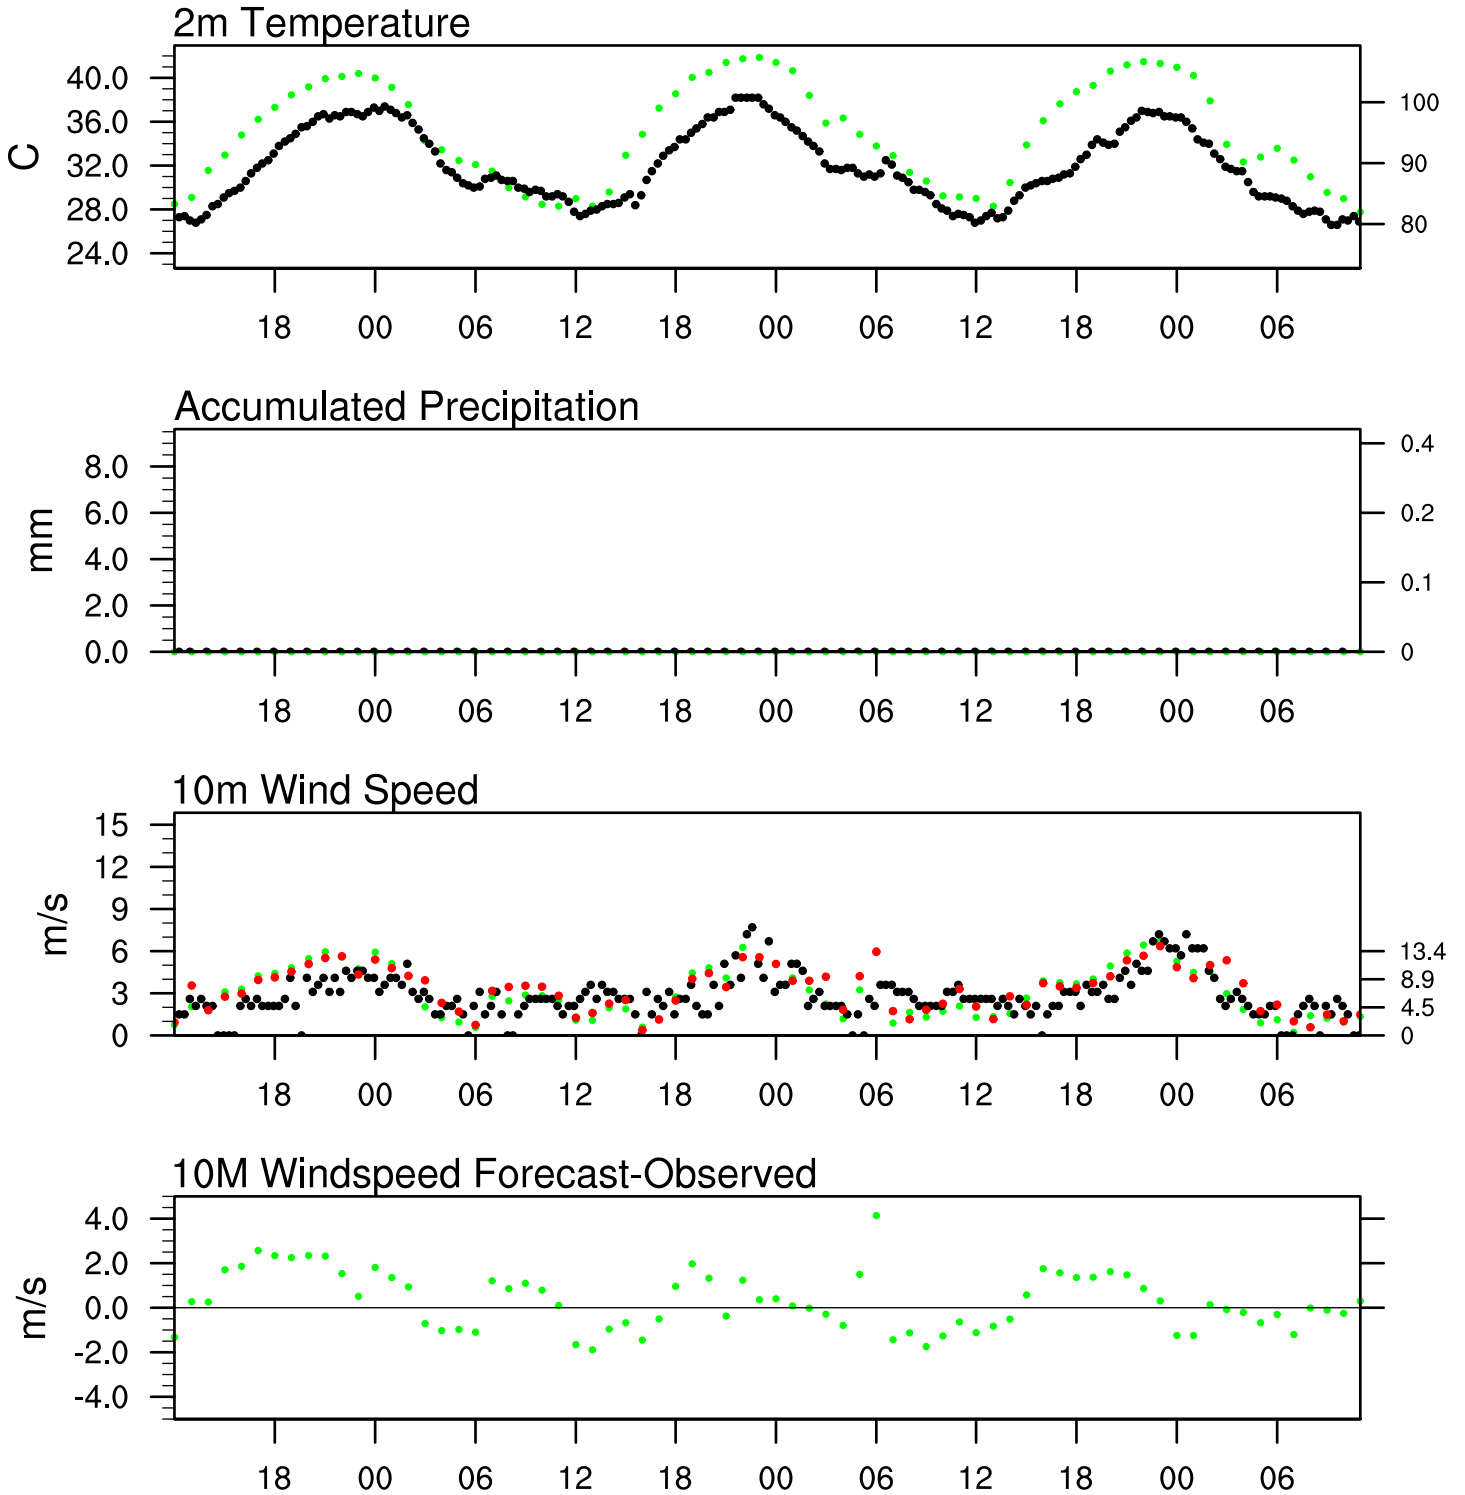 2m Temperature
C
40.0
36.0
32.0
28.0
24.0
100
90
80
18 00 06 12 18 00 06 12 18 00 06
Accumulated Precipitation
mm
8.0
6.0
4.0
2.0
0.0
0.4
0.2
0.1
0
18 00 06 12 18 00 06 12 18 00 06
10m Wind Speed
m/s
15
12
9
6
3
0
13.4
8.9
4.5
0
18 00 06 12 18 00 06 12 18 00 06
10M Windspeed Forecast-Observed
m/s
4.0
2.0
0.0
-2.0
-4.0
18 00 06 12 18 00 06 12 18 00 06